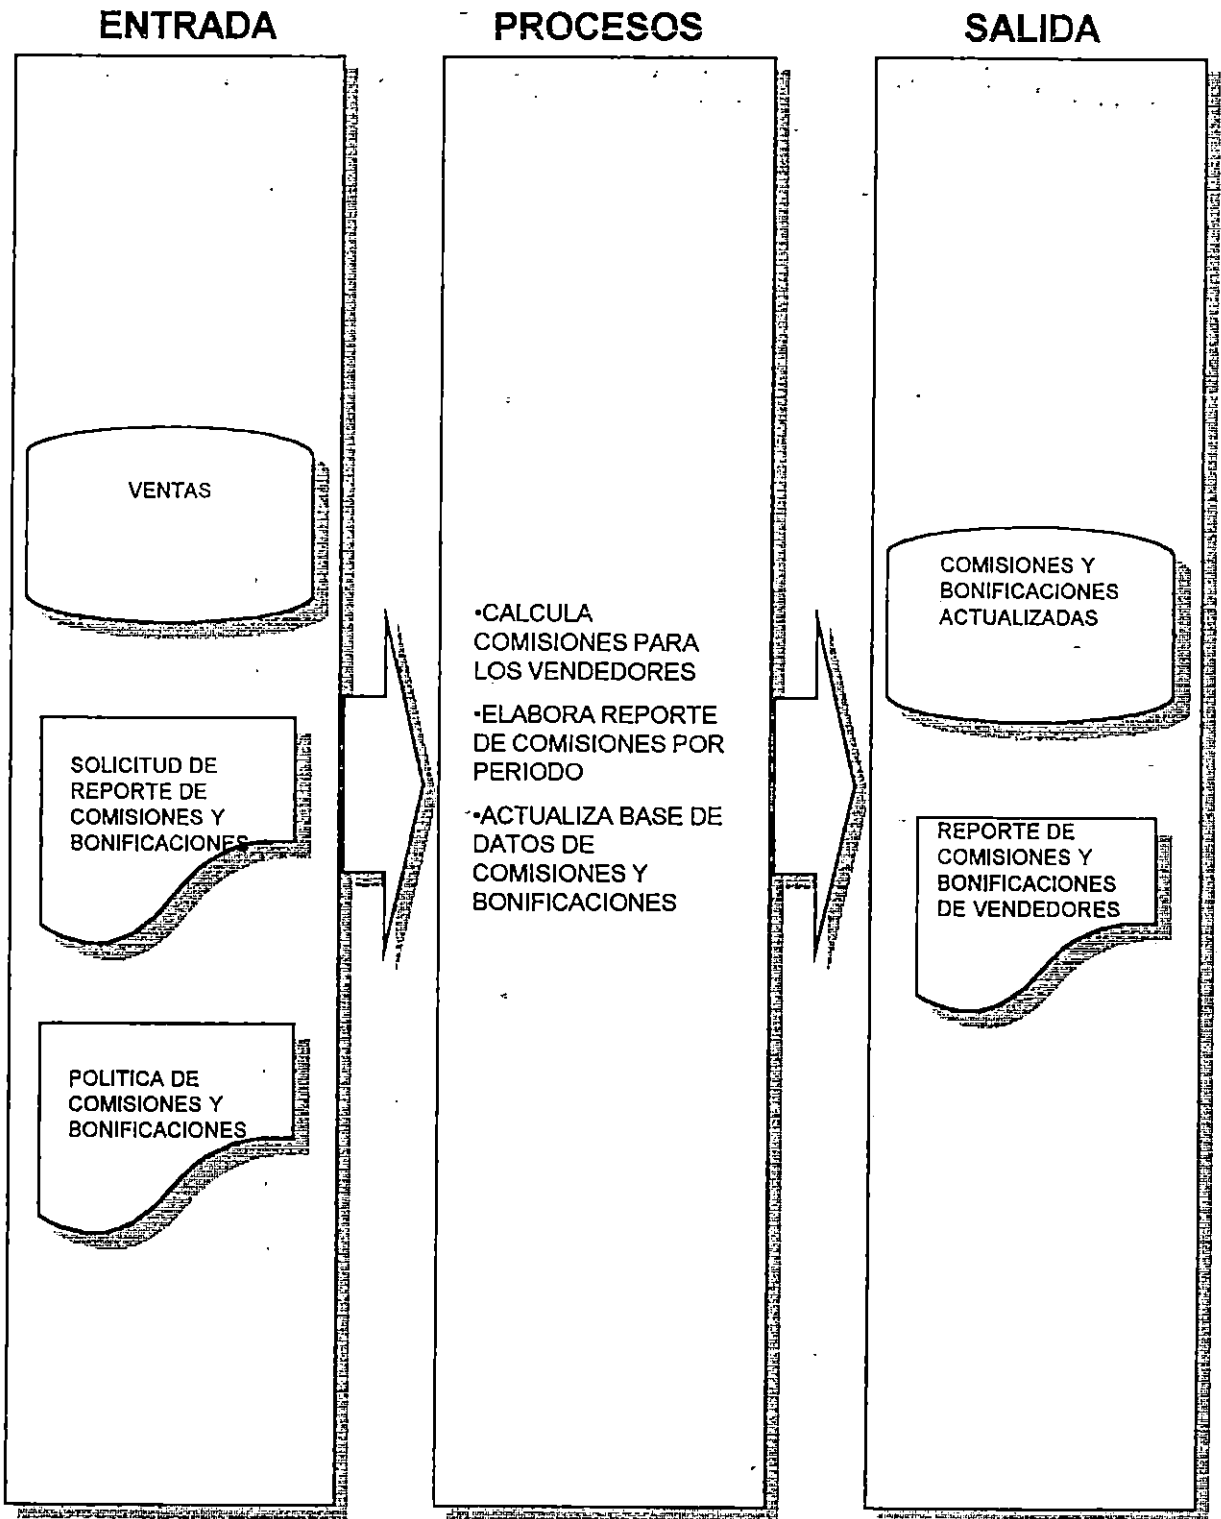 ENTRADA
PROCESOS
SALIDA
VENTAS
SOLICITUD DE
REPORTE DE
COMISIONES Y
BONIFICACIONES
POLITICA DE
COMISIONES Y
BONIFICACIONES
•CALCULA
COMISIONES PARA
LOS VENDEDORES
•ELABORA REPORTE
DE COMISIONES POR
PERIODO
•ACTUALIZA BASE DE
DATOS DE
COMISIONES Y
BONIFICACIONES
COMISIONES Y
BONIFICACIONES
ACTUALIZADAS
REPORTE DE
COMISIONES Y
BONIFICACIONES
DE VENDEDORES